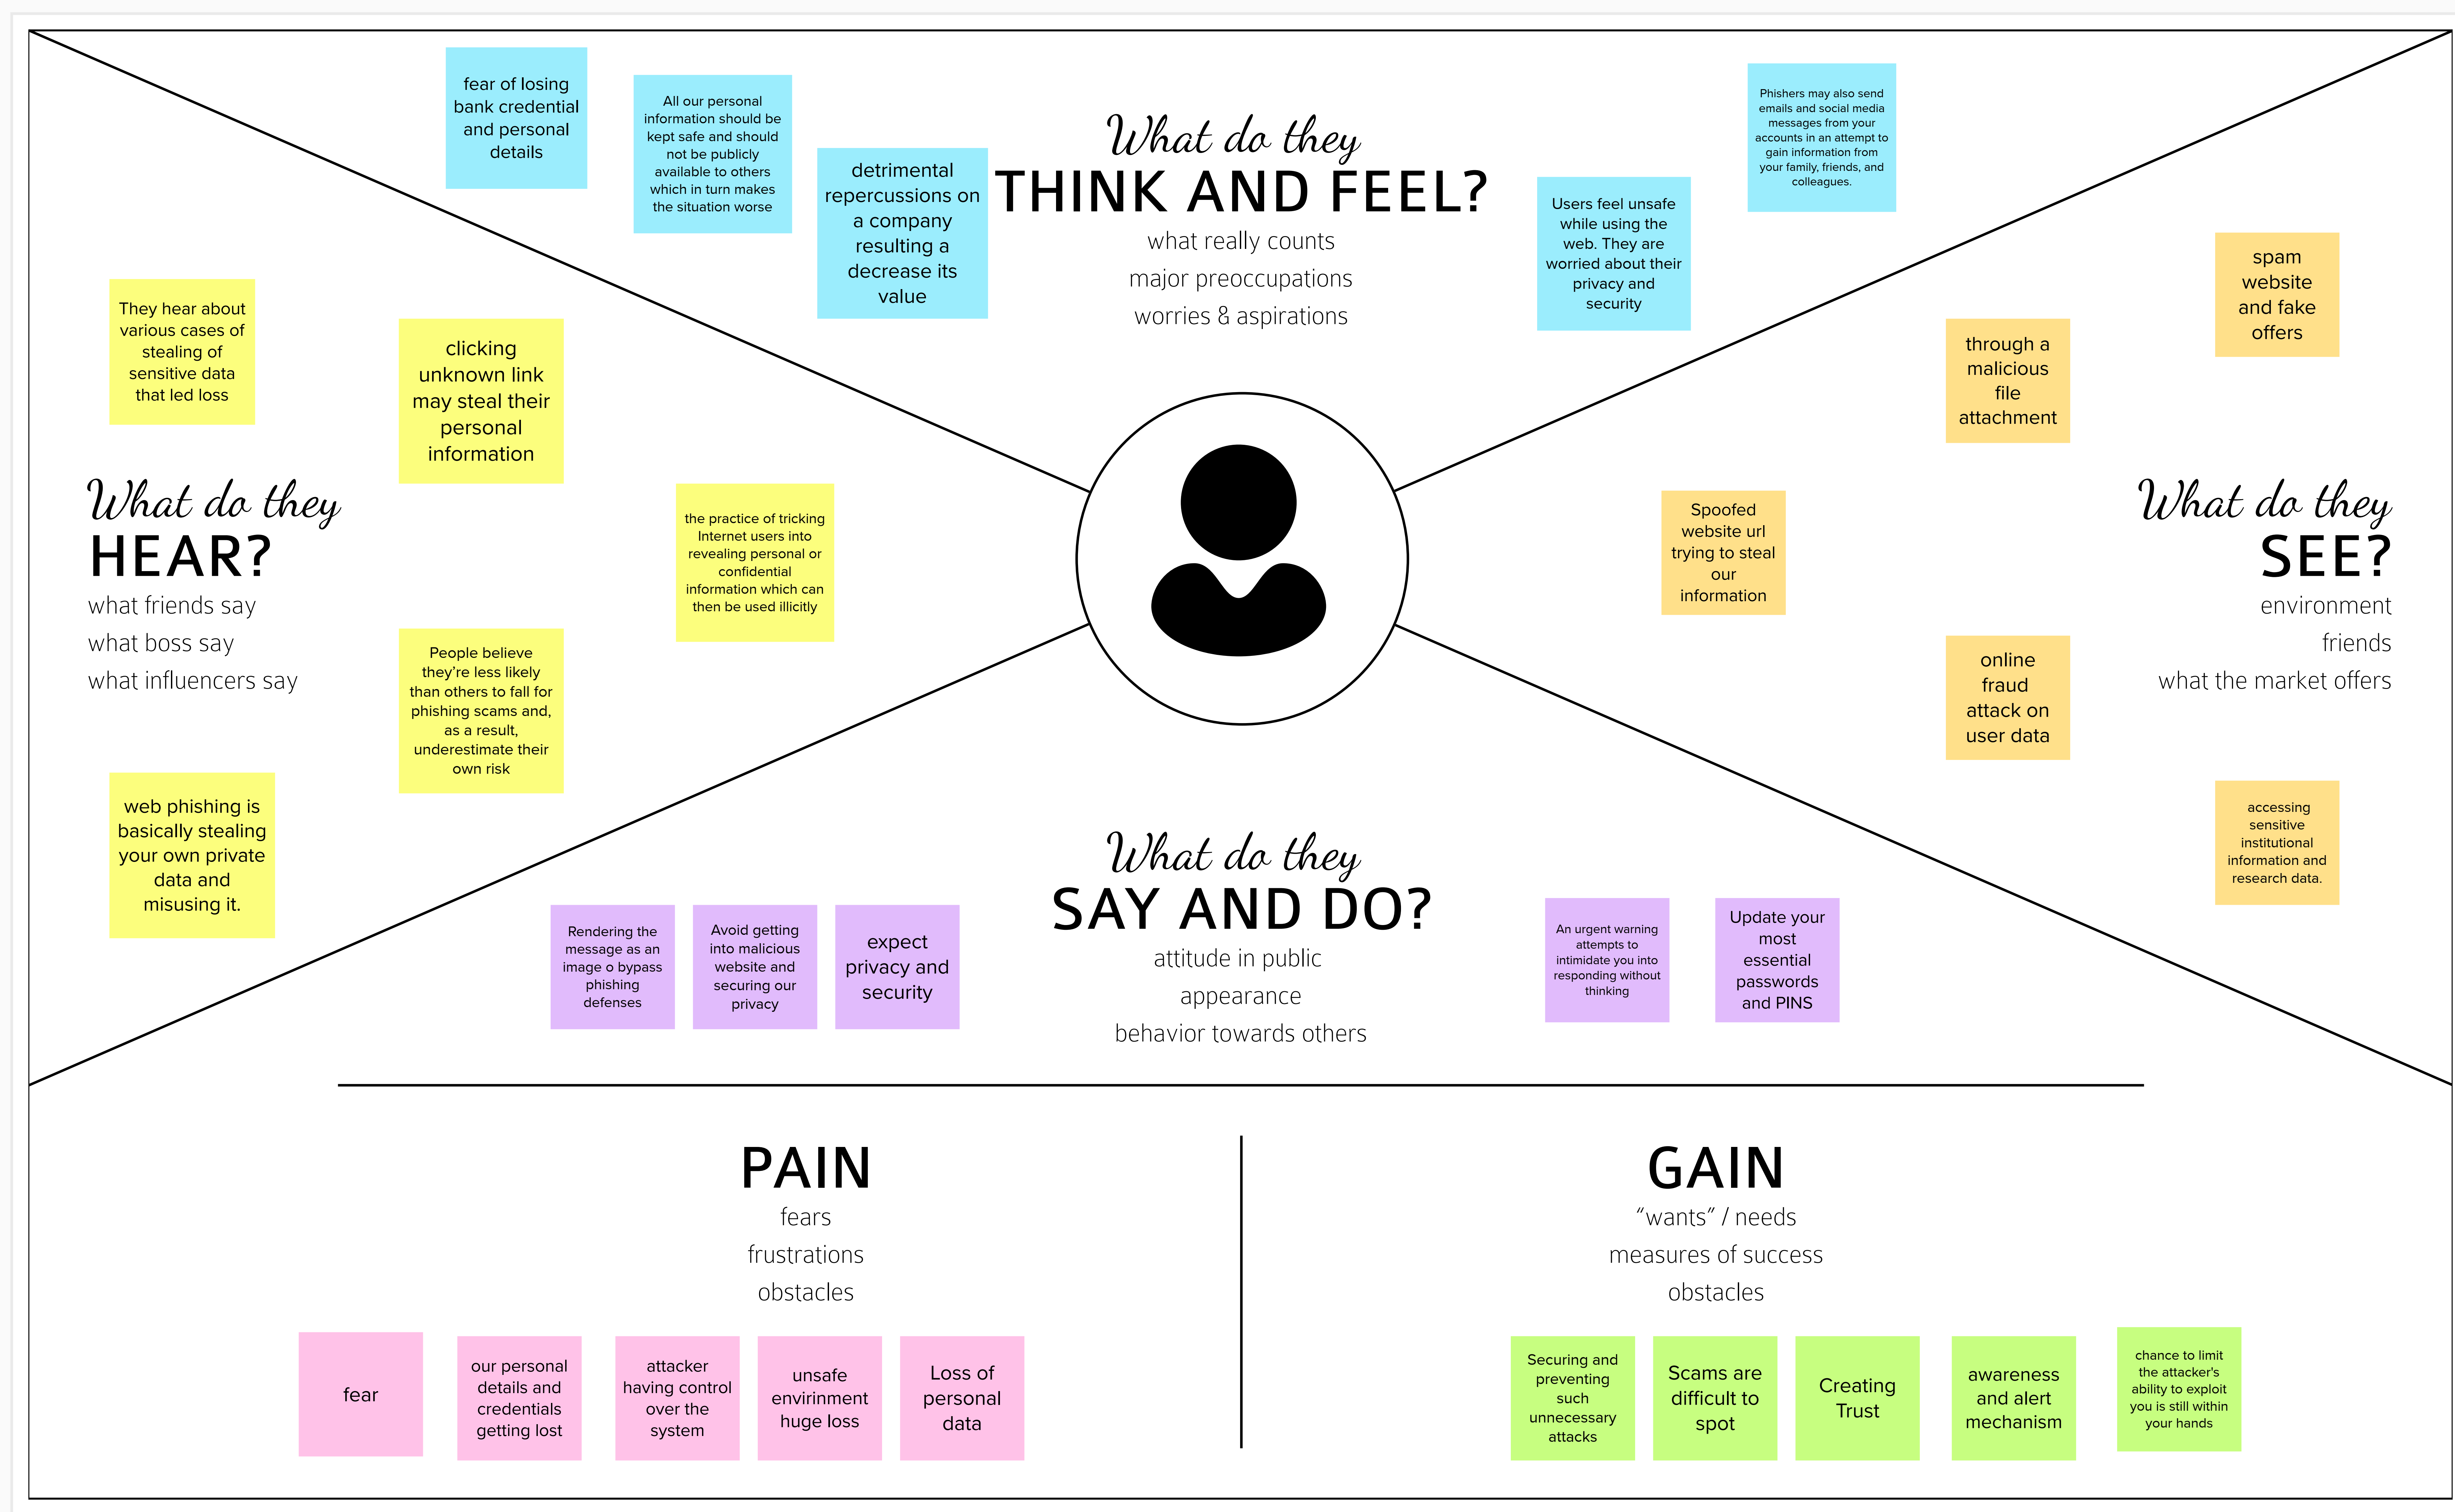 What do they
THINK AND FEEL?
what really counts
major preoccupations
worries & aspirations
fear of losing
bank credential
and personal
details
All our personal
information should be
kept safe and should
not be publicly
available to others
which in turn makes
the situation worse
detrimental
repercussions on
a company
resulting a
decrease its
value
Users feel unsafe
while using the
web. They are
worried about their
privacy and
security
Phishers may also send
emails and social media
messages from your
accounts in an attempt to
gain information from
your family, friends, and
colleagues.
They hear about
various cases of
stealing of
sensitive data
that led loss
clicking
unknown link
may steal their
personal
information
What do they
HEAR?
what friends say
what boss say
what influencers say
the practice of tricking
Internet users into
revealing personal or
confidential
information which can
then be used illicitly
People believe
they're less likely
than others to fall for
phishing scams and,
as a result,
underestimate their
own risk
web phishing is
basically stealing
your own private
data and
misusing it.
spam
website
and fake
offers
through a
malicious
file
attachment
Spoofed
website url
trying to steal
our
information
What do they
SEE?
environment
friends
what the market offers
online
fraud
attack on
user data
accessing
sensitive
institutional
information and
research data.
What do they
SAY AND DO?
attitude in public
appearance
behavior towards others
Rendering the
message as an
image o bypass
phishing
defenses
Avoid getting
into malicious
website and
securing our
privacy
expect
privacy and
security
An urgent warning
attempts to
intimidate you into
responding without
thinking
Update your
most
essential
passwords
and PINS
PAIN
fears
frustrations
obstacles
fear
our personal
details and
credentials
getting lost
attacker
having control
over the
system
unsafe
envirinment
huge loss
Loss of
personal
data
GAIN
“wants” / needs
measures of success
obstacles
Securing and
preventing
such
unnecessary
attacks
Scams are
difficult to
spot
Creating
Trust
awareness
and alert
mechanism
chance to limit
the attacker's
ability to exploit
you is still within
your hands